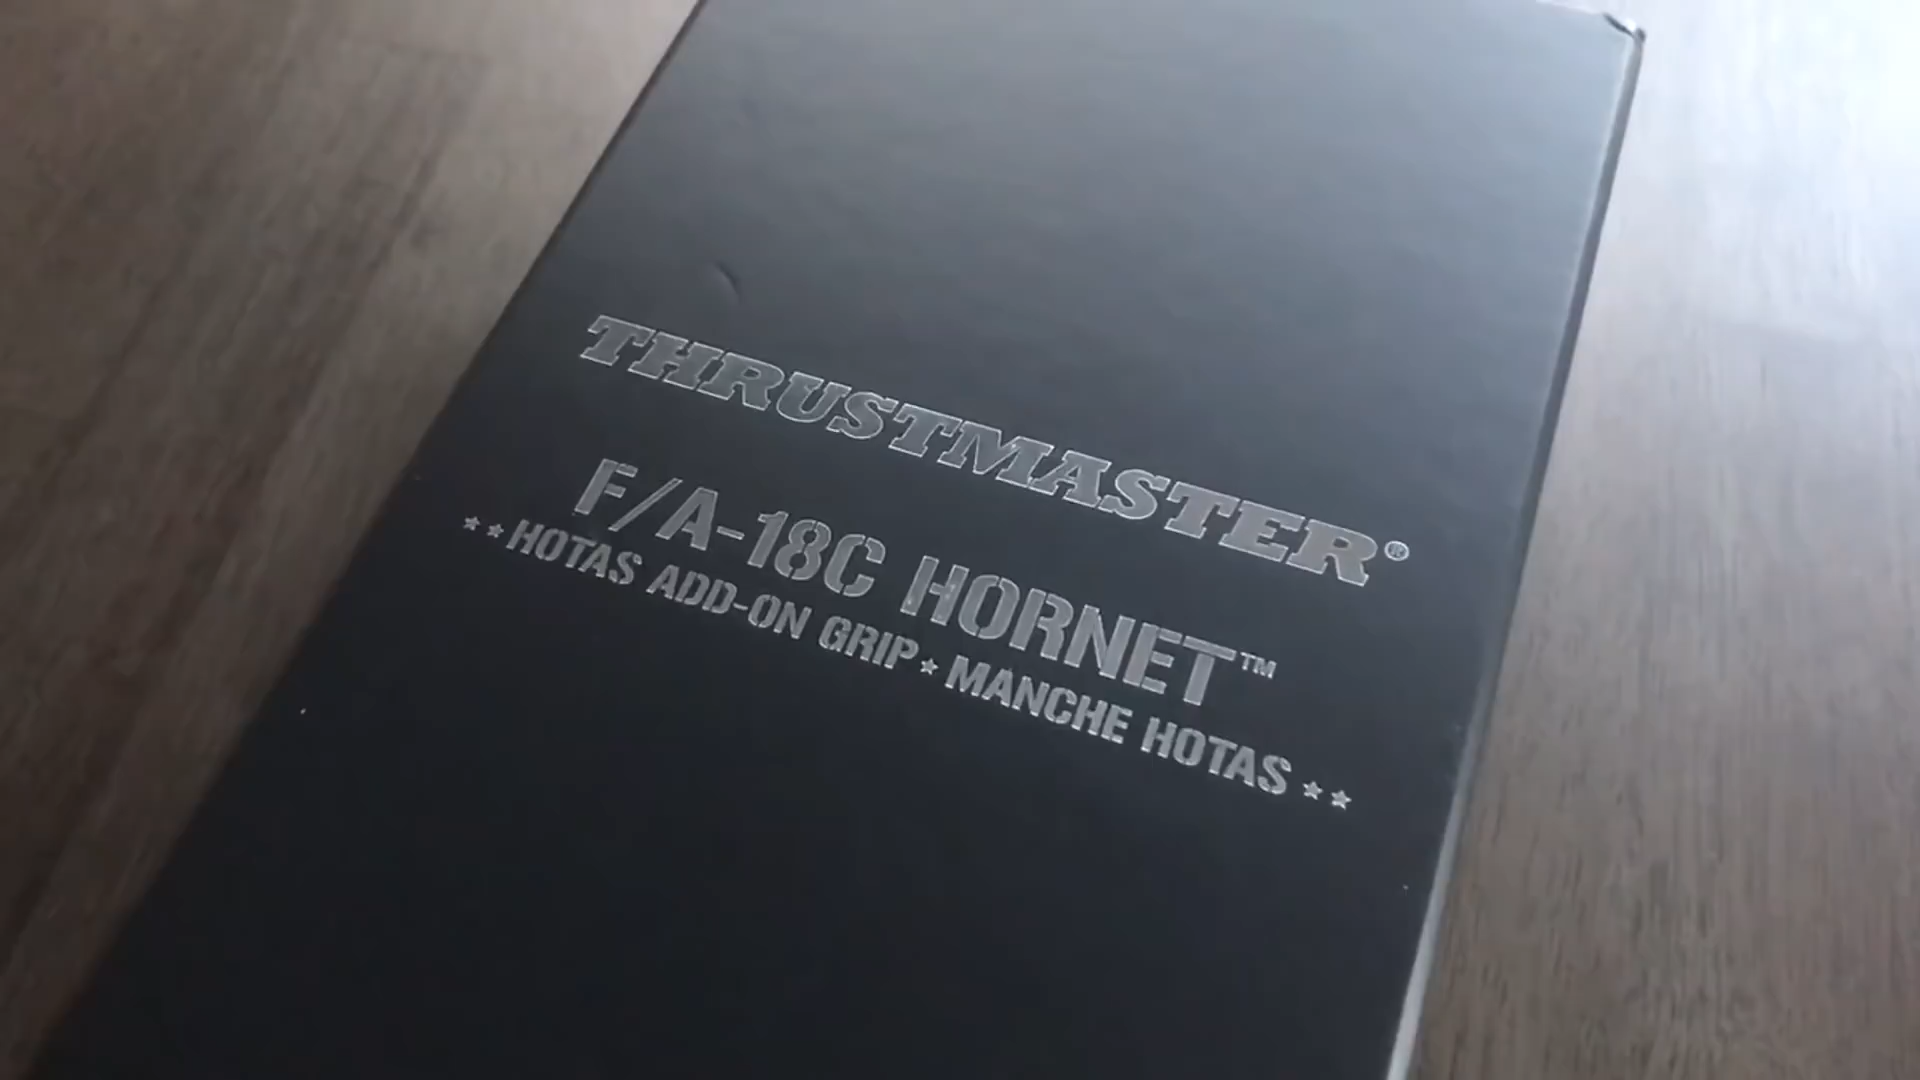 THRUSTMASTER®
F/A-18C HORNET™
★★HOTAS ADD-ON GRIP★MANCHE HOTAS★★